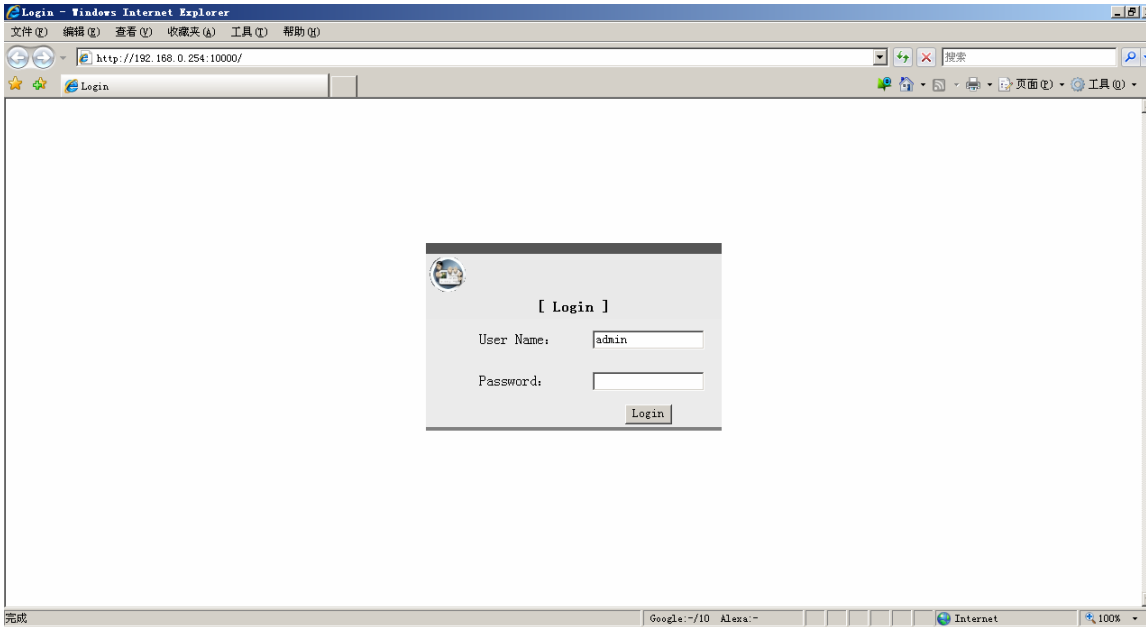 Login - Windows Internet Explorer
文件(F) 编辑(E) 查看(V) 收藏夹(A) 工具(T) 帮助(H)
http://192.168.0.254:10000/ 搜索
Login 页面(P) 工具(O)
[ Login ]
User Name: admin
Password:
Login
完成 Google:-/10 Alexa:- Internet 100%